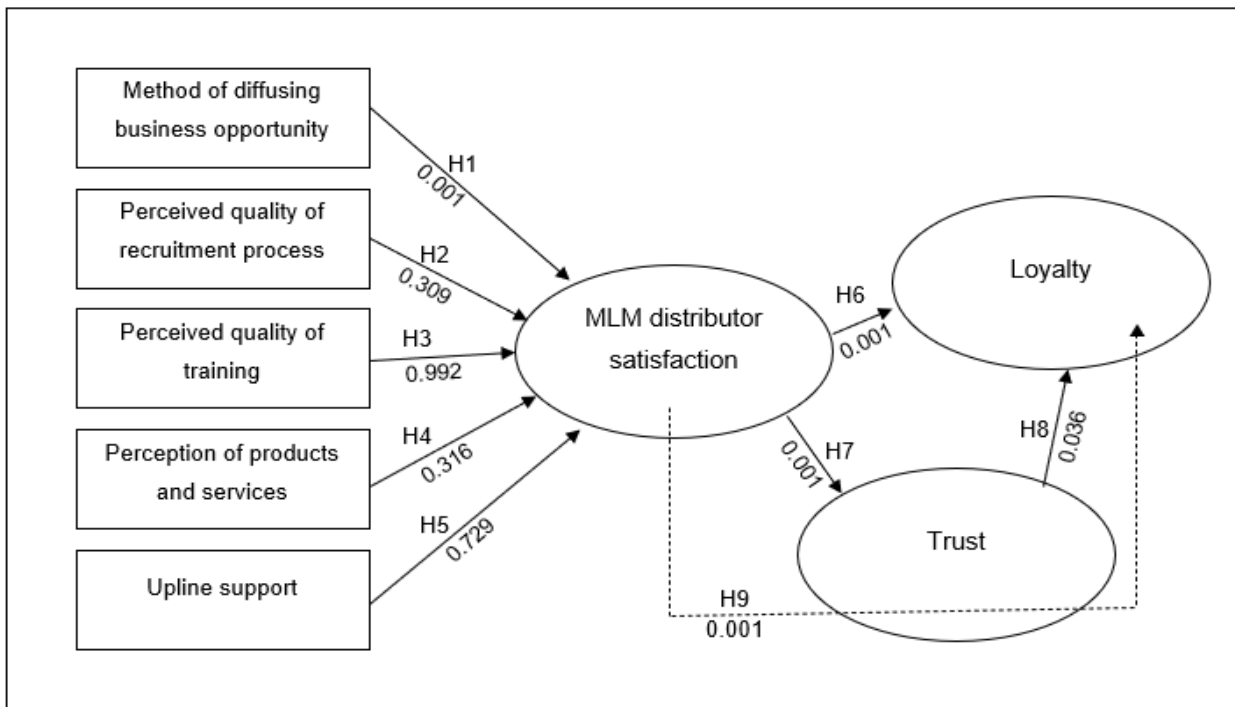 Method of diffusing
business opportunity
H1
0.001
Perceived quality of
recruitment process
H2
0.309
Perceived quality of
training
H3
0.992
Perception of products
and services
H4
0.316
Upline support
H5
0.729
MLM distributor
satisfaction
H6
0.001
Loyalty
H7
0.001
H8
0.036
Trust
H9
0.001